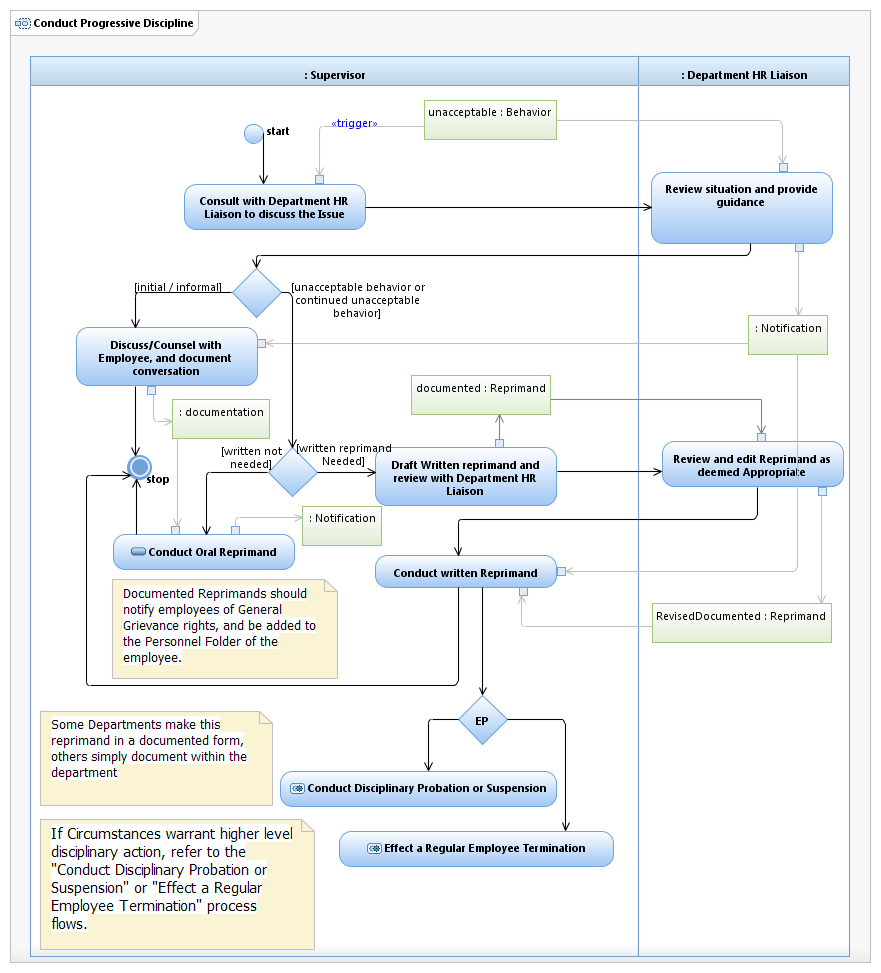 Conduct Progressive Discipline
: Supervisor
: Department HR Liaison
unacceptable : Behavior
«trigger»
start
Consult with Department HR
Liaison to discuss the Issue
Review situation and provide
guidance
[initial / informal]
[unacceptable behavior or
continued unacceptable
behavior]
: Notification
Discuss/Counsel with
Employee, and document
conversation
documented : Reprimand
: documentation
[written not
needed]
[written reprimand
Needed]
Draft Written reprimand and
review with Department HR
Liaison
Review and edit Reprimand as
deemed Appropriate
stop
: Notification
Conduct Oral Reprimand
Conduct written Reprimand
Documented Reprimands should
notify employees of General
Grievance rights, and be added to
the Personnel Folder of the
employee.
RevisedDocumented : Reprimand
EP
Some Departments make this
reprimand in a documented form,
others simply document within the
department
Conduct Disciplinary Probation or Suspension
Effect a Regular Employee Termination
If Circumstances warrant higher level
disciplinary action, refer to the
"Conduct Disciplinary Probation or
Suspension" or "Effect a Regular
Employee Termination" process
flows.